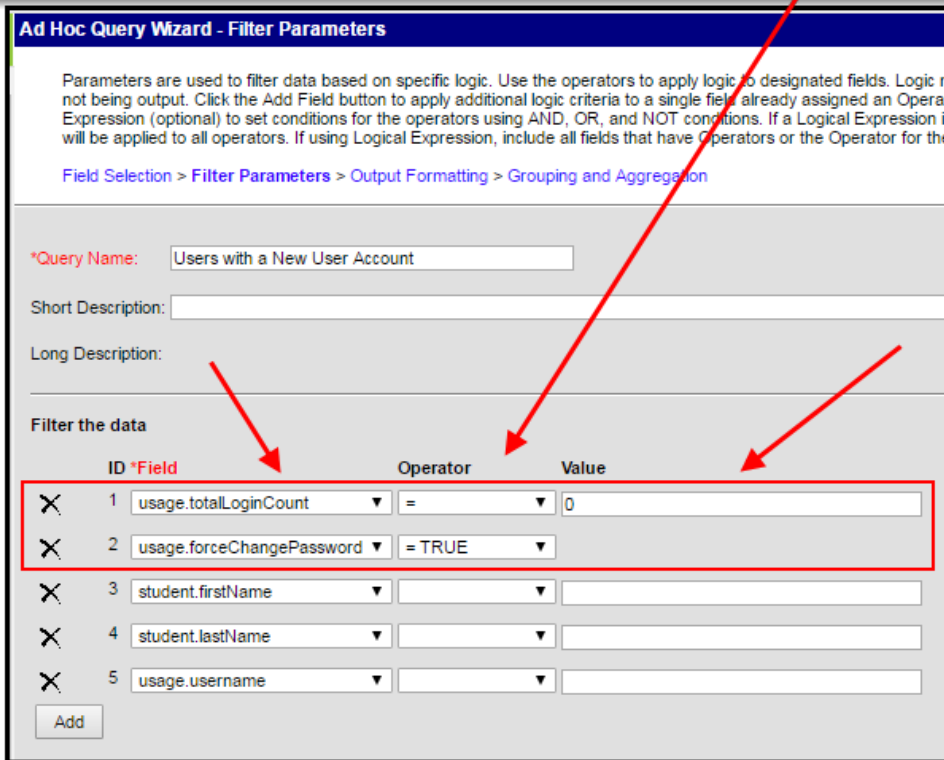 Ad Hoc Query Wizard - Filter Parameters
Parameters are used to filter data based on specific logic. Use the operators to apply logic to designated fields. Logic
not being output. Click the Add Field button to apply additional logic criteria to a single field already assigned an
Expression (optional) to set conditions for the operators using AND, OR, and NOT conditions. If a Logical Expression
will be applied to all operators. If using Logical Expression, include all fields that have Operators or the Operator for
Field Selection > Filter Parameters > Output Formatting > Grouping and Aggregation
*Query Name: Users with a New User Account
Short Description:
Long Description:
Filter the data
ID *Field Operator Value
1 usage.totalLoginCount = 0
2 usage.forceChangePassword = TRUE
3 student.firstName
4 student.lastName
5 usage.username
Add